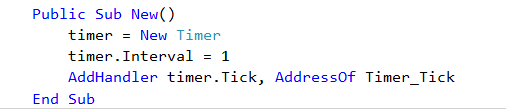 Public Sub New()
    timer = New Timer
    timer.Interval = 1
    AddHandler timer.Tick, AddressOf Timer_Tick
End Sub